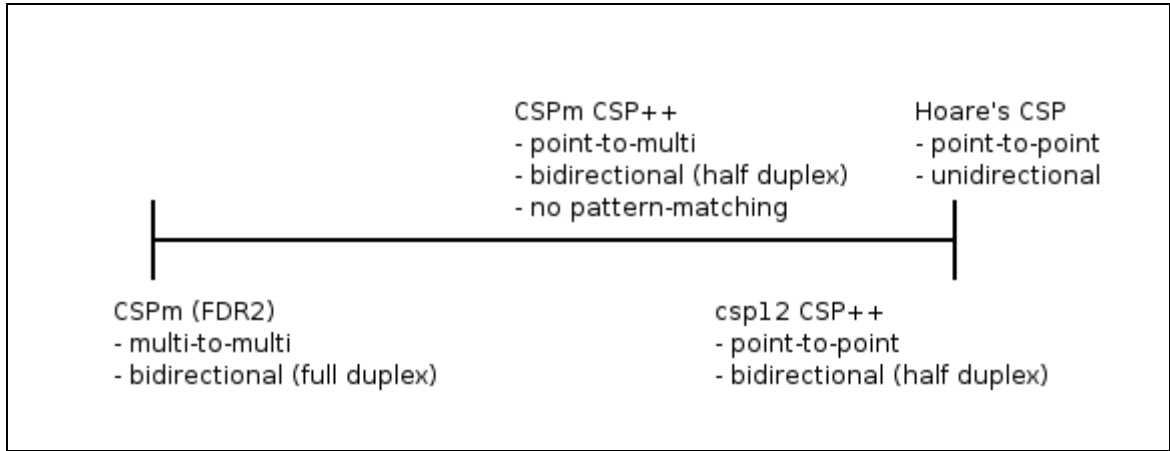 CSPm CSP++
- point-to-multi
- bidirectional (half duplex)
- no pattern-matching
Hoare's CSP
- point-to-point
- unidirectional
CSPm (FDR2)
- multi-to-multi
- bidirectional (full duplex)
csp12 CSP++
- point-to-point
- bidirectional (half duplex)